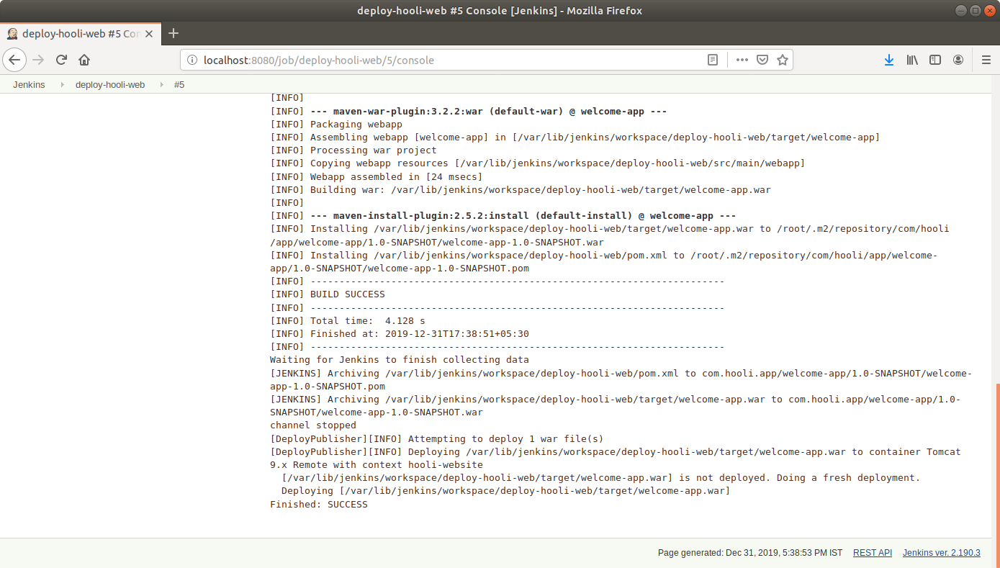 deploy-hooli-web #5 Console [Jenkins] - Mozilla Firefox
deploy-hooli-web #5 Con
localhost:8080/job/deploy-hooli-web/5/console
Jenkins deploy-hooli-web #5
[INFO]
[INFO] --- maven-war-plugin:3.2.2:war (default-war) @ welcome-app ---
[INFO] Packaging webapp
[INFO] Assembling webapp [welcome-app] in [/var/lib/jenkins/workspace/deploy-hooli-web/target/welcome-app]
[INFO] Processing war project
[INFO] Copying webapp resources [/var/lib/jenkins/workspace/deploy-hooli-web/src/main/webapp]
[INFO] Webapp assembled in [24 msecs]
[INFO] Building war: /var/lib/jenkins/workspace/deploy-hooli-web/target/welcome-app.war
[INFO]
[INFO] --- maven-install-plugin:2.5.2:install (default-install) @ welcome-app ---
[INFO] Installing /var/lib/jenkins/workspace/deploy-hooli-web/target/welcome-app.war to /root/.m2/repository/com/hooli
/app/welcome-app/1.0-SNAPSHOT/welcome-app-1.0-SNAPSHOT.war
[INFO] Installing /var/lib/jenkins/workspace/deploy-hooli-web/pom.xml to /root/.m2/repository/com/hooli/app/welcome-
app/1.0-SNAPSHOT/welcome-app-1.0-SNAPSHOT.pom
[INFO] ------------------------------------------------------------------------
[INFO] BUILD SUCCESS
[INFO] ------------------------------------------------------------------------
[INFO] Total time:  4.128 s
[INFO] Finished at: 2019-12-31T17:38:51+05:30
[INFO] ------------------------------------------------------------------------
Waiting for Jenkins to finish collecting data
[JENKINS] Archiving /var/lib/jenkins/workspace/deploy-hooli-web/pom.xml to com.hooli.app/welcome-app/1.0-SNAPSHOT/welcome-
app-1.0-SNAPSHOT.pom
[JENKINS] Archiving /var/lib/jenkins/workspace/deploy-hooli-web/target/welcome-app.war to com.hooli.app/welcome-app/1.0-
SNAPSHOT/welcome-app-1.0-SNAPSHOT.war
channel stopped
[DeployPublisher][INFO] Attempting to deploy 1 war file(s)
[DeployPublisher][INFO] Deploying /var/lib/jenkins/workspace/deploy-hooli-web/target/welcome-app.war to container Tomcat
9.x Remote with context hooli-website
[/var/lib/jenkins/workspace/deploy-hooli-web/target/welcome-app.war] is not deployed. Doing a fresh deployment.
Deploying [/var/lib/jenkins/workspace/deploy-hooli-web/target/welcome-app.war]
Finished: SUCCESS
Page generated: Dec 31, 2019, 5:38:53 PM IST REST API Jenkins ver. 2.190.3